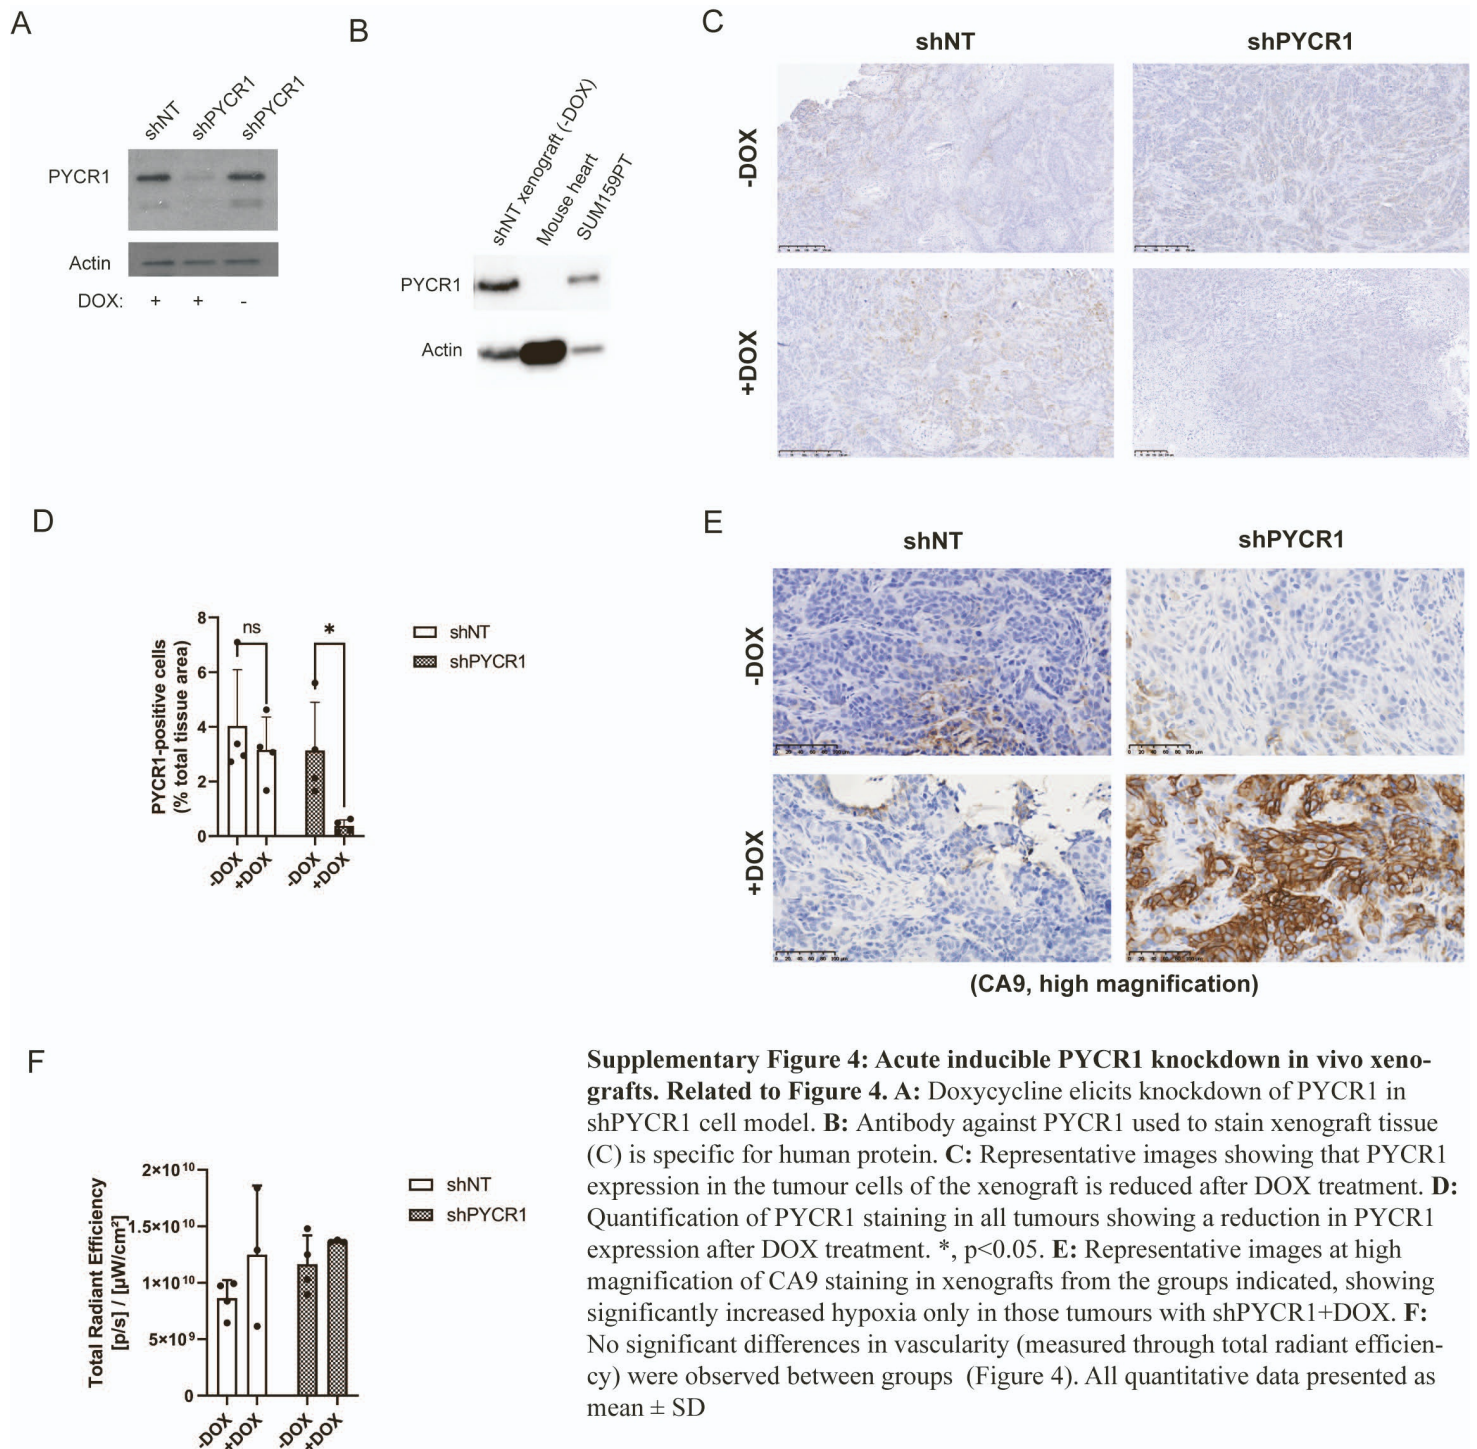 A
shNT
shPYCR1
shPYCR1
PYCR1
Actin
DOX:
+
+
-
B
shNT xenograft (-DOX)
Mouse heart
SUM159PT
PYCR1
Actin
C
shNT
shPYCR1
-DOX
+DOX
D
PYCR1-positive cells
(% total tissue area)
8
6
4
2
0
ns
*
-DOX
+DOX
-DOX
+DOX
shNT
shPYCR1
E
shNT
shPYCR1
-DOX
+DOX
(CA9, high magnification)
F
Total Radiant Efficiency
[p/s] / [µW/cm²]
2×10¹⁰
1.5×10¹⁰
1×10¹⁰
5×10⁹
0
-DOX
+DOX
-DOX
+DOX
shNT
shPYCR1
Supplementary Figure 4: Acute inducible PYCR1 knockdown in vivo xeno-
grafts. Related to Figure 4. A: Doxycycline elicits knockdown of PYCR1 in
shPYCR1 cell model. B: Antibody against PYCR1 used to stain xenograft tissue
(C) is specific for human protein. C: Representative images showing that PYCR1
expression in the tumour cells of the xenograft is reduced after DOX treatment. D:
Quantification of PYCR1 staining in all tumours showing a reduction in PYCR1
expression after DOX treatment. *, p<0.05. E: Representative images at high
magnification of CA9 staining in xenografts from the groups indicated, showing
significantly increased hypoxia only in those tumours with shPYCR1+DOX. F:
No significant differences in vascularity (measured through total radiant efficien-
cy) were observed between groups (Figure 4). All quantitative data presented as
mean ± SD